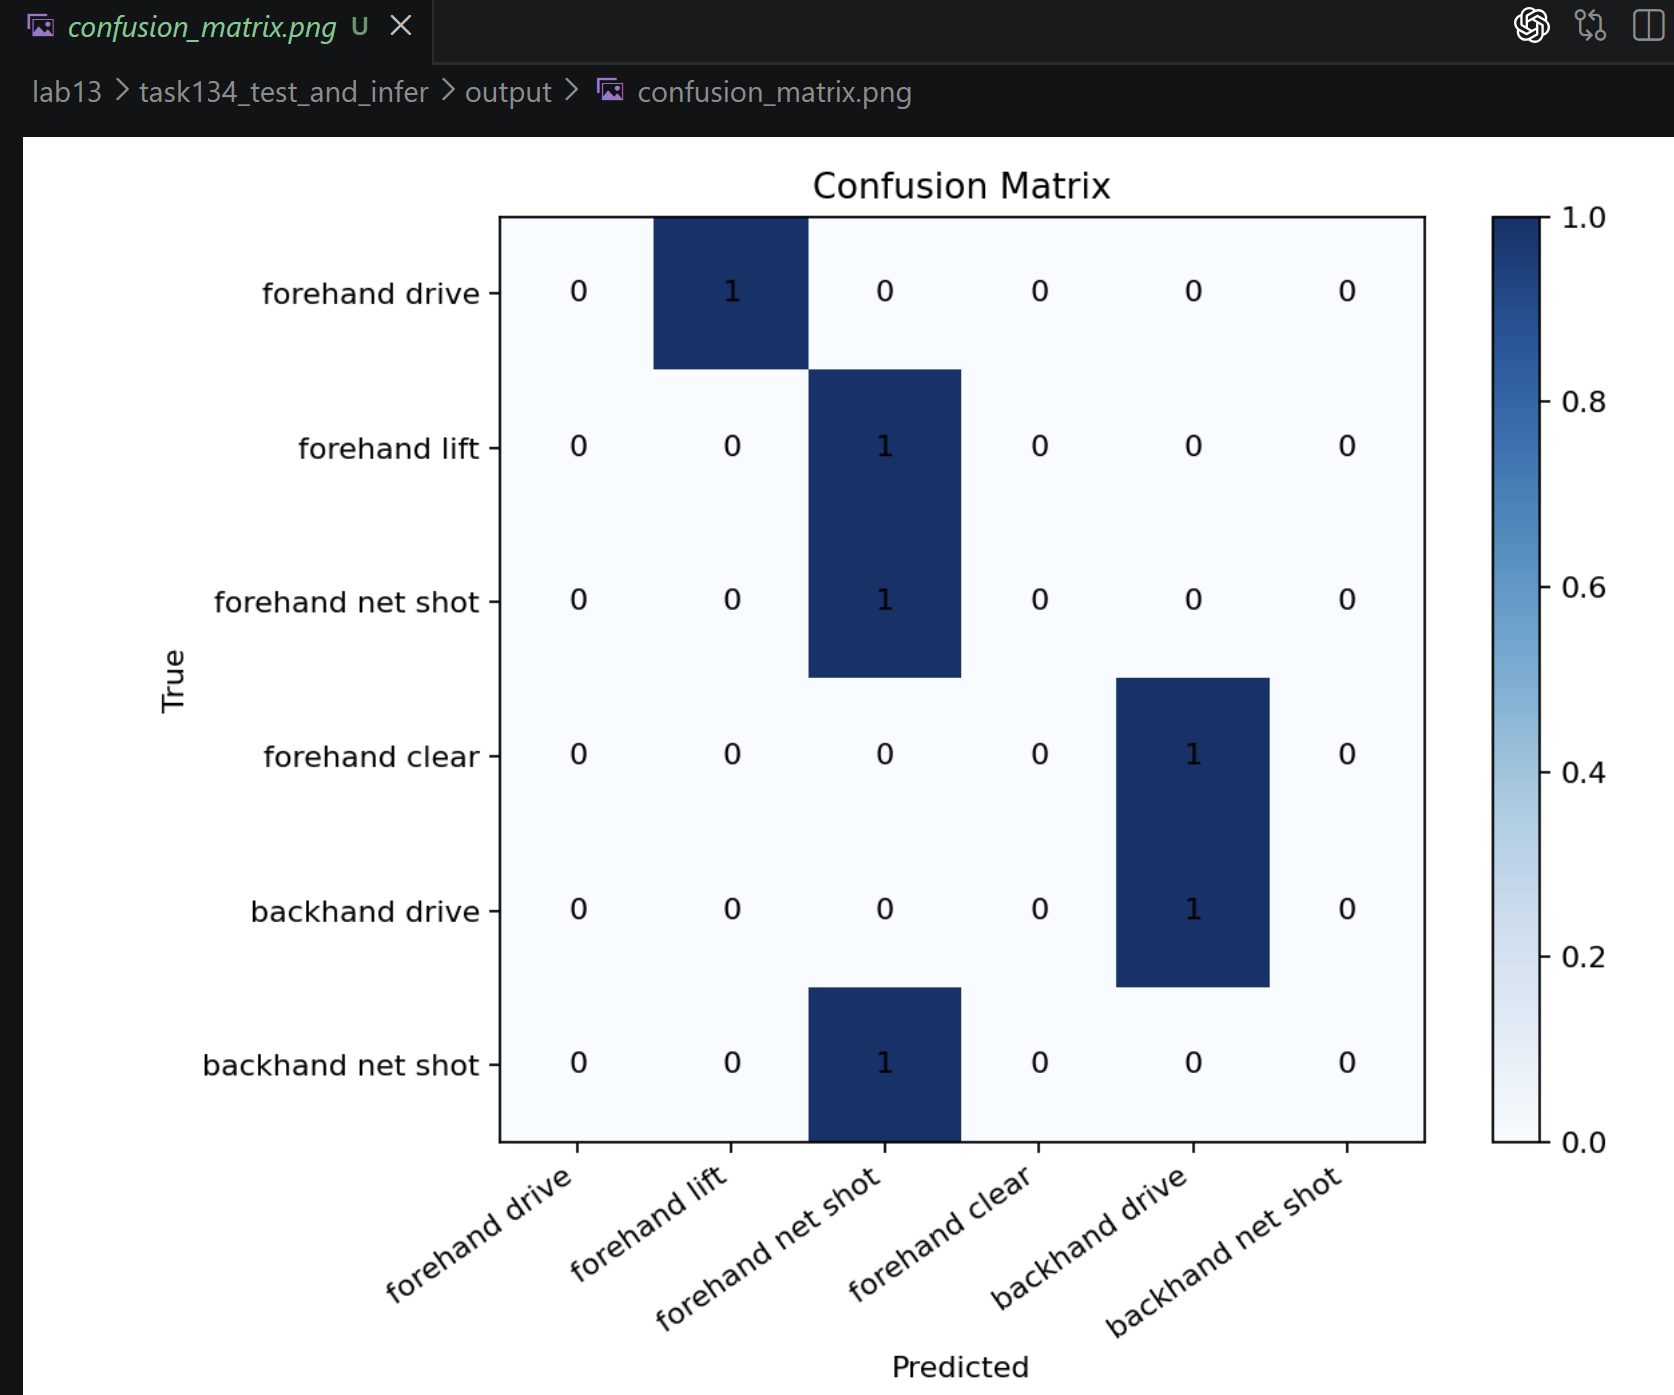 confusion_matrix.png U
lab13 > task134_test_and_infer > output > confusion_matrix.png
Confusion Matrix
forehand drive 0 1 0 0 0 0
forehand lift 0 0 1 0 0 0
forehand net shot 0 0 1 0 0 0
forehand clear 0 0 0 0 1 0
backhand drive 0 0 0 0 1 0
backhand net shot 0 0 1 0 0 0
True
forehand drive
forehand lift
forehand net shot
forehand clear
backhand drive
backhand net shot
Predicted
1.0
0.8
0.6
0.4
0.2
0.0